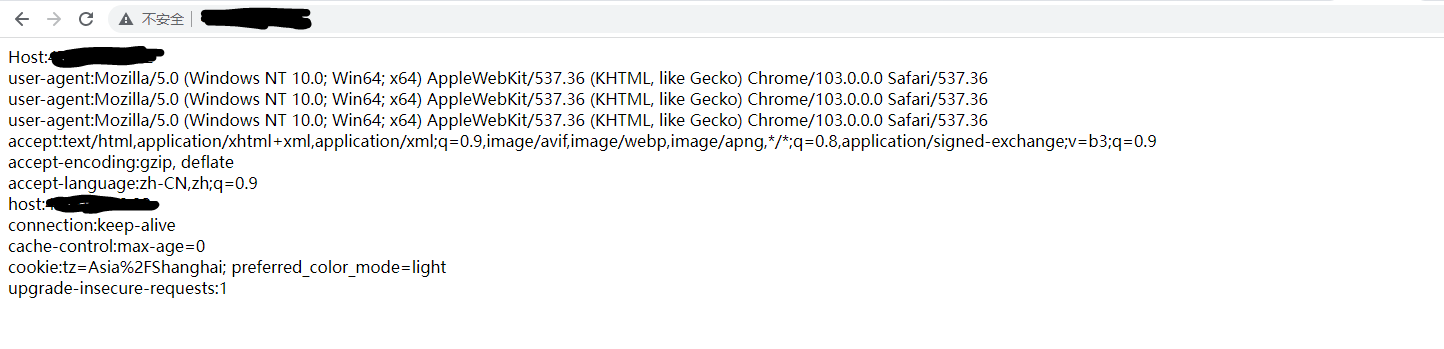 不安全
Host:
user-agent:Mozilla/5.0 (Windows NT 10.0; Win64; x64) AppleWebKit/537.36 (KHTML, like Gecko) Chrome/103.0.0.0 Safari/537.36
user-agent:Mozilla/5.0 (Windows NT 10.0; Win64; x64) AppleWebKit/537.36 (KHTML, like Gecko) Chrome/103.0.0.0 Safari/537.36
user-agent:Mozilla/5.0 (Windows NT 10.0; Win64; x64) AppleWebKit/537.36 (KHTML, like Gecko) Chrome/103.0.0.0 Safari/537.36
accept:text/html,application/xhtml+xml,application/xml;q=0.9,image/avif,image/webp,image/apng,*/*;q=0.8,application/signed-exchange;v=b3;q=0.9
accept-encoding:gzip, deflate
accept-language:zh-CN,zh;q=0.9
host:
connection:keep-alive
cache-control:max-age=0
cookie:tz=Asia%2FShanghai; preferred_color_mode=light
upgrade-insecure-requests:1